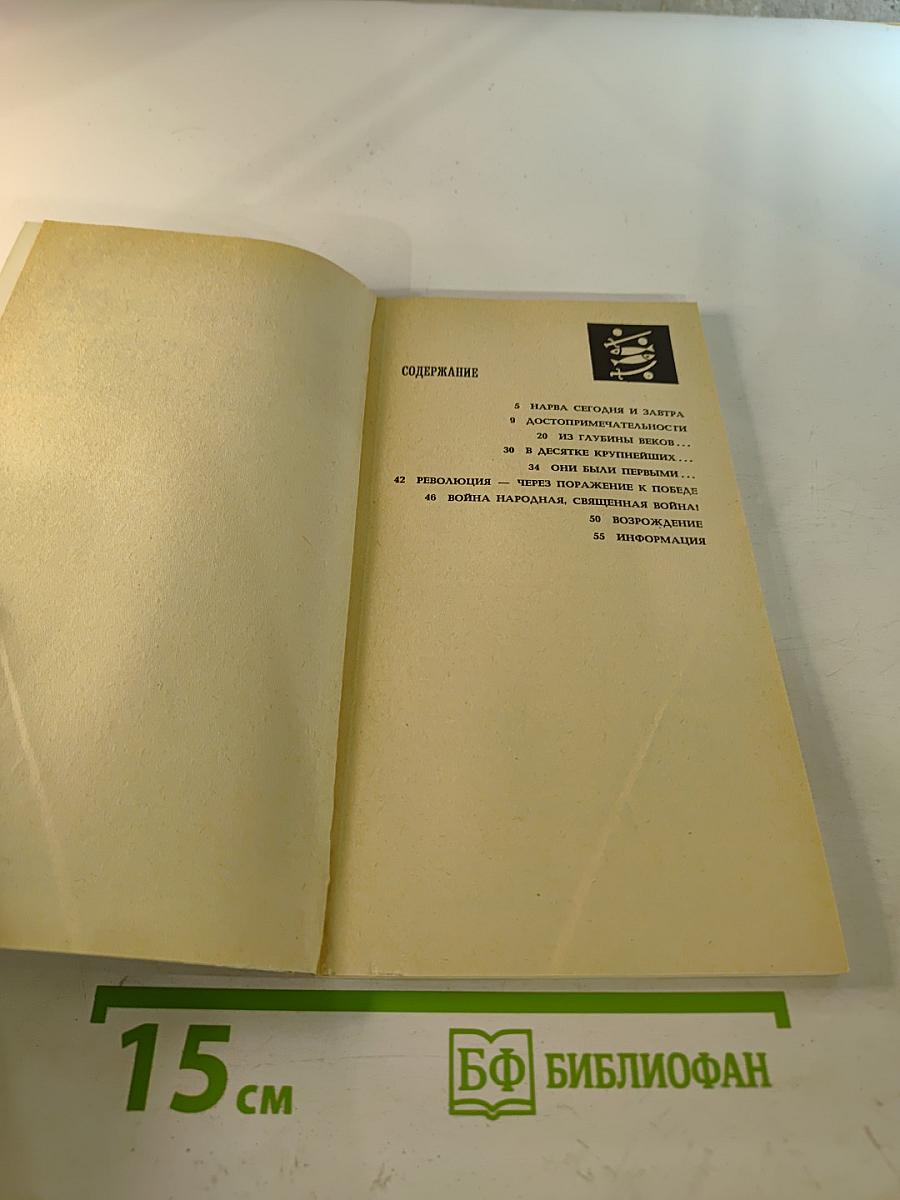 СОДЕРЖАНИЕ
5 НАРВА СЕГОДНЯ И ЗАВТРА
9 ДОСТОПРИМЕЧАТЕЛЬНОСТИ
20 ИЗ ГЛУБИНЫ ВЕКОВ...
30 В ДЕСЯТКЕ КРУПНЕЙШИХ...
34 ОНИ БЫЛИ ПЕРВЫМИ...
42 РЕВОЛЮЦИЯ — ЧЕРЕЗ ПОРАЖЕНИЕ К ПОБЕДЕ
46 ВОЙНА НАРОДНАЯ, СВЯЩЕННАЯ ВОЙНА!
50 ВОЗРОЖДЕНИЕ
55 ИНФОРМАЦИЯ
15 см
БФ БИБЛИОФАН